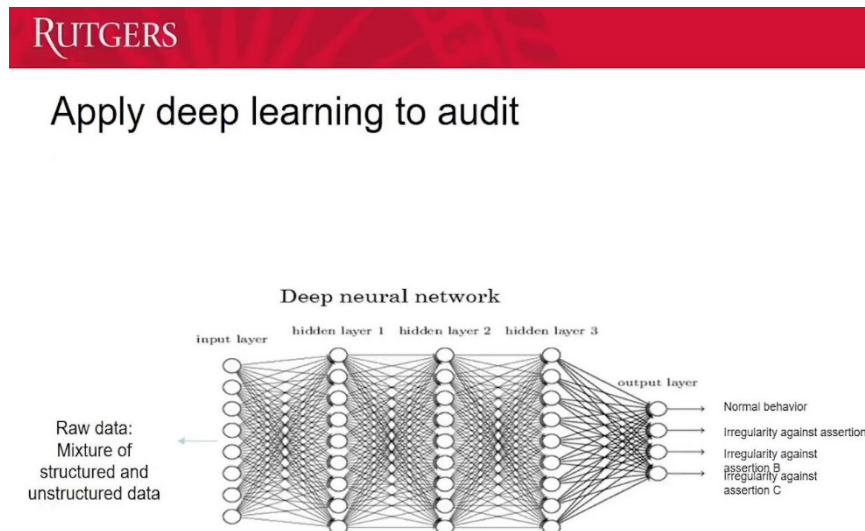 RUTGERS
Apply deep learning to audit
Deep neural network
input layer
hidden layer 1
hidden layer 2
hidden layer 3
output layer
Raw data:
Mixture of
structured and
unstructured data
Normal behavior
Irregularity against assertion
Irregularity against
assertion B
Irregularity against
assertion C